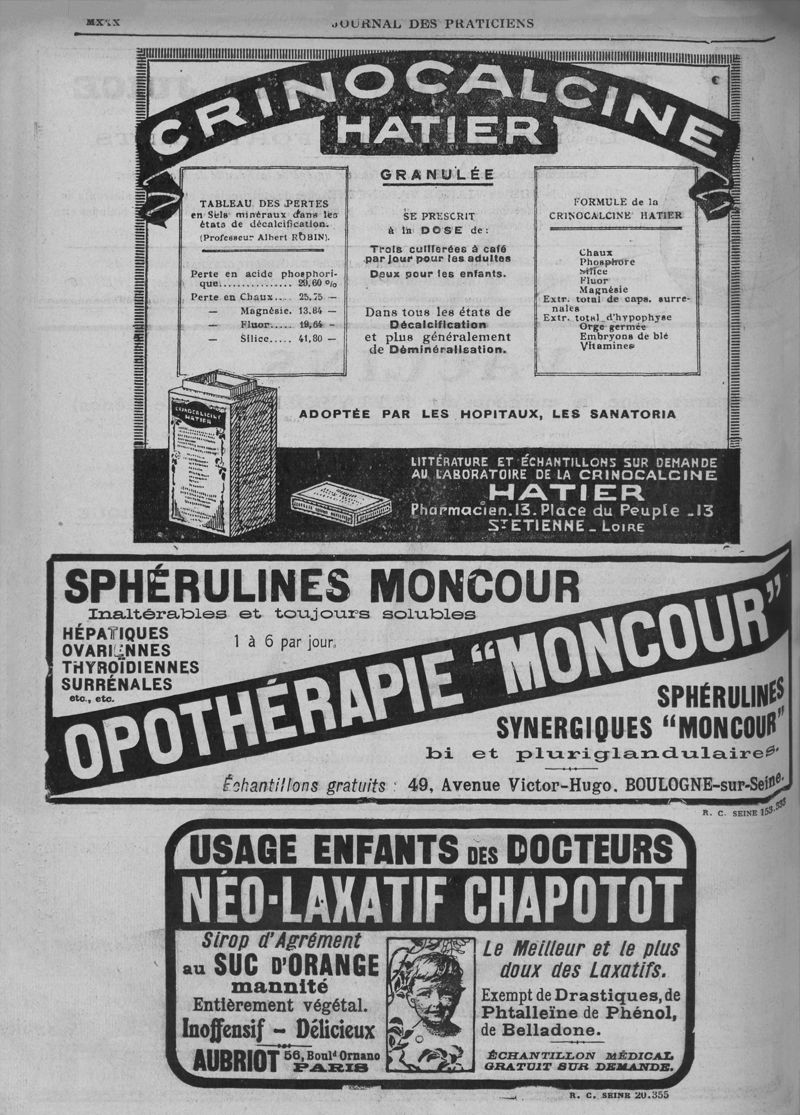 JOURNAL DES PRATICIENS
CRINOCALCINE
HATIER
GRANULÉE
TABLEAU DES PERTES
en Sels minéraux dans les
états de décalcification.
(Professeur Albert ROBIN).
Perte en acide phosphori-
que................ 29,60 %
Perte en Chaux..... 25,75 —
— Magnésie. 13,84 —
— Fluor...... 19,64 —
— Silice..... 41,80 —
SE PRESCRIT
à la DOSE de:
Trois cuillerées à café
par jour pour les adultes
Deux pour les enfants.
Dans tous les états de
Décalcification
et plus généralement
de Déminéralisation.
FORMULE de la
CRINOCALCINE HATIER
Chaux
Phosphore
Silice
Fluor
Magnésie
Extr. total de caps. surré-
nales
Extr. total d'hypophyse
Orge germée
Embryons de blé
Vitamines
CRINOCALCINE
HATIER
ADOPTÉE PAR LES HOPITAUX, LES SANATORIA
LITTÉRATURE ET ÉCHANTILLONS SUR DEMANDE
AU LABORATOIRE DE LA CRINOCALCINE
HATIER
Pharmacien.13. Place du Peuple _13
ST ETIENNE _ LOIRE
SPHÉRULINES MONCOUR
Inaltérables et toujours solubles
HÉPATIQUES
OVARIENNES
THYROÏDIENNES
SURRÉNALES
etc., etc.
1 à 6 par jour.
OPOTHÉRAPIE "MONCOUR"
SPHÉRULINES
SYNERGIQUES "MONCOUR"
bi et pluriglandulaires.
Échantillons gratuits : 49, Avenue Victor-Hugo. BOULOGNE-sur-Seine.
R. C. SEINE 153.333
USAGE ENFANTS DES DOCTEURS
NÉO-LAXATIF CHAPOTOT
Sirop d'Agrément
au SUC D'ORANGE
mannité
Entièrement végétal.
Inoffensif – Délicieux
AUBRIOT 56, Boul.d Ornano
PARIS
Le Meilleur et le plus
doux des Laxatifs.
Exempt de Drastiques, de
Phtalleïne de Phénol,
de Belladone.
ÉCHANTILLON MÉDICAL
GRATUIT SUR DEMANDE.
R. C. SEINE 20.355